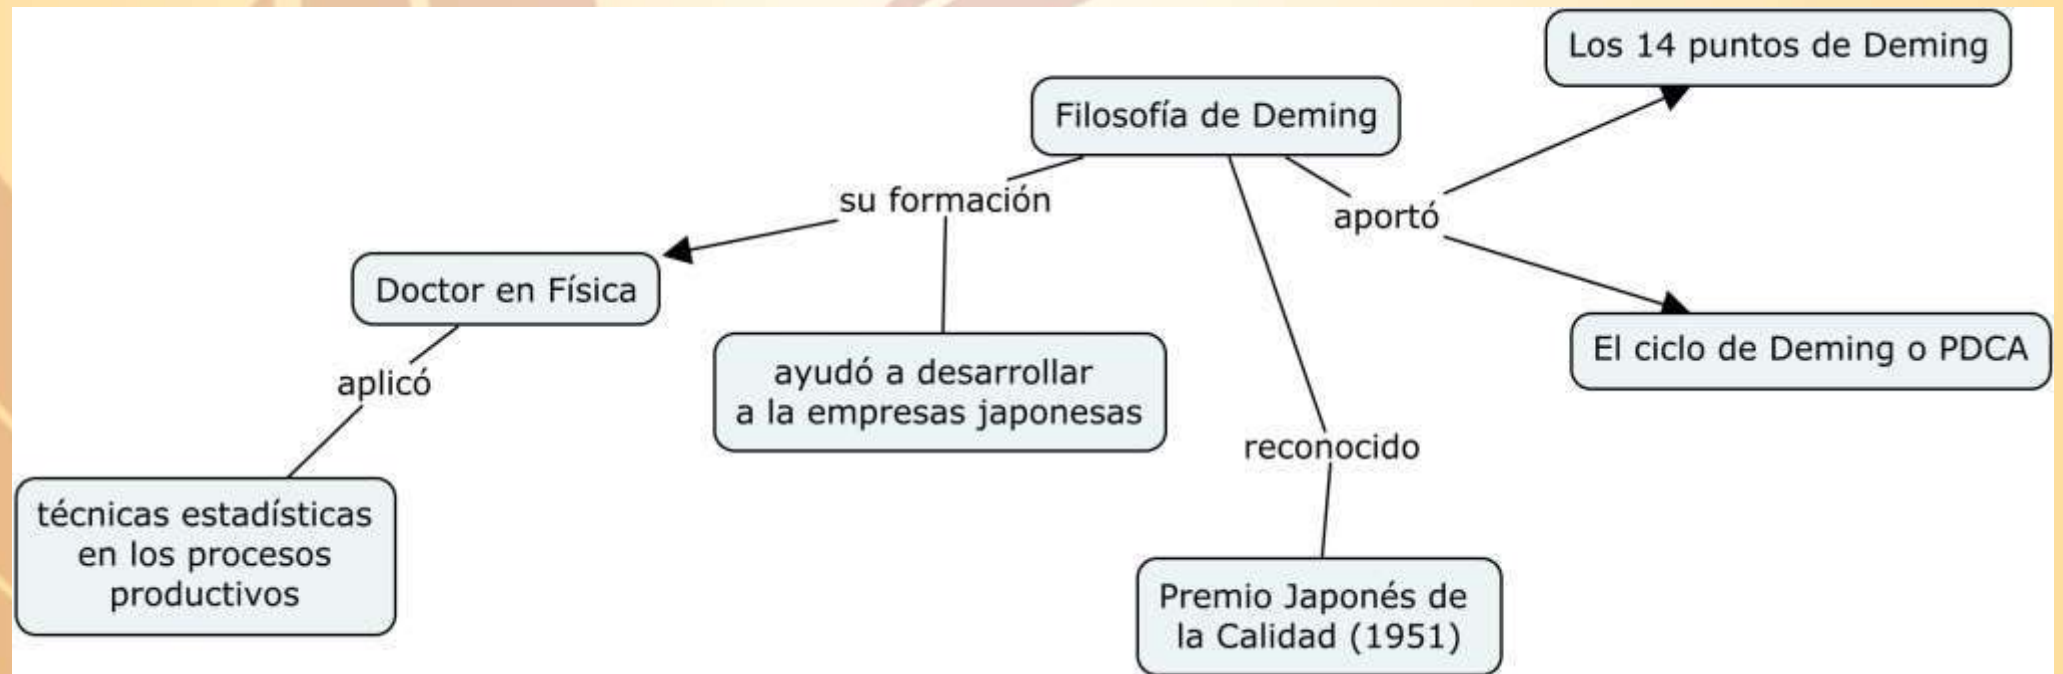 Los 14 puntos de Deming
Filosofía de Deming
su formación
aportó
Doctor en Física
El ciclo de Deming o PDCA
ayudó a desarrollar
a la empresas japonesas
aplicó
reconocido
técnicas estadísticas
en los procesos
productivos
Premio Japonés de
la Calidad (1951)